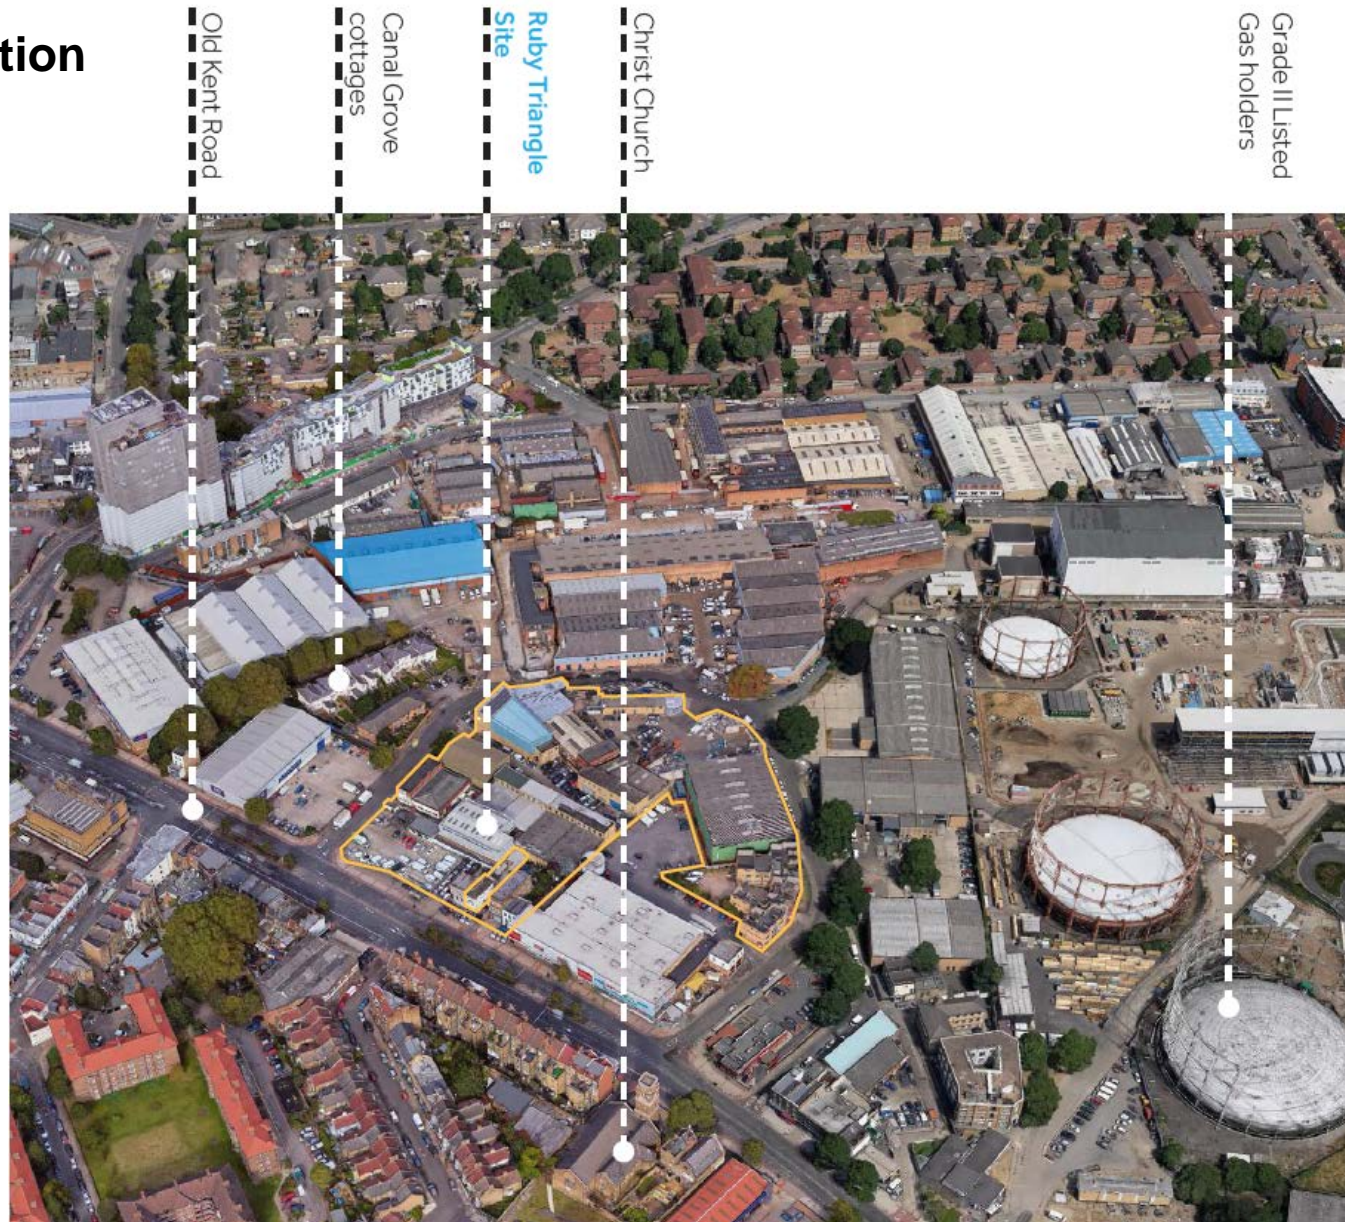 tion
Old Kent Road
Canal Grove
cottages
Ruby Triangle
Site
Christ Church
Grade II Listed
Gas holders